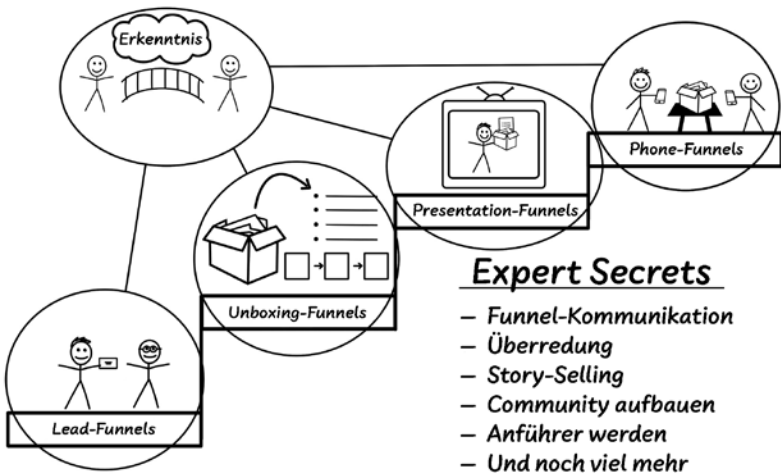 Erkenntnis
Phone-Funnels
Presentation-Funnels
Unboxing-Funnels
Lead-Funnels
Expert Secrets
– Funnel-Kommunikation
– Überredung
– Story-Selling
– Community aufbauen
– Anführer werden
– Und noch viel mehr